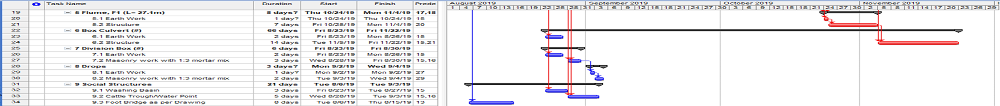 Task Name Duration Start Finish Prede
August 2019 September 2019 October 2019 November 2019
1 4 7 10 13 16 19 22 25 28 31 3 6 9 12 15 18 21 24 27 30 3 6 9 12 15 18 21 24 27 30 2 5 8 11 14 17 20 23 26 29
19 5 Flume, F1 (L= 27.1m) 8 days? Thu 10/24/19 Mon 11/4/19 17,18
20 5.1 Earth Work 1 day? Thu 10/24/19 Thu 10/24/19 15
21 5.2 Structure 7 days Fri 10/25/19 Mon 11/4/19 20
22 6 Box Culvert (#) 66 days Fri 8/23/19 Fri 11/22/19
23 6.1 Earth Work 2 days Fri 8/23/19 Mon 8/26/19 15
24 6.2 Structure 14 days Tue 11/5/19 Fri 11/22/19 15,21
25 7 Division Box (#) 6 days Fri 8/23/19 Fri 8/30/19
26 7.1 Earth Work 2 days Fri 8/23/19 Mon 8/26/19 15
27 7.2 Masonry work with 1:3 mortar mix 3 days Wed 8/28/19 Fri 8/30/19 15,16
28 8 Drops 3 days? Mon 9/2/19 Wed 9/4/19
29 8.1 Earth Work 1 day? Mon 9/2/19 Mon 9/2/19 27
30 8.2 Masonry work with 1:3 mortar mix 2 days Tue 9/3/19 Wed 9/4/19 29
31 9 Social Structures 21 days Tue 8/6/19 Tue 9/3/19
32 9.1 Washing Basin 3 days Fri 8/23/19 Tue 8/27/19 15
33 9.2 Cattle Trough/Water Point 5 days Wed 8/28/19 Tue 9/3/19 15,16
34 9.3 Foot Bridge as per Drawing 8 days Tue 8/6/19 Thu 8/15/19 13